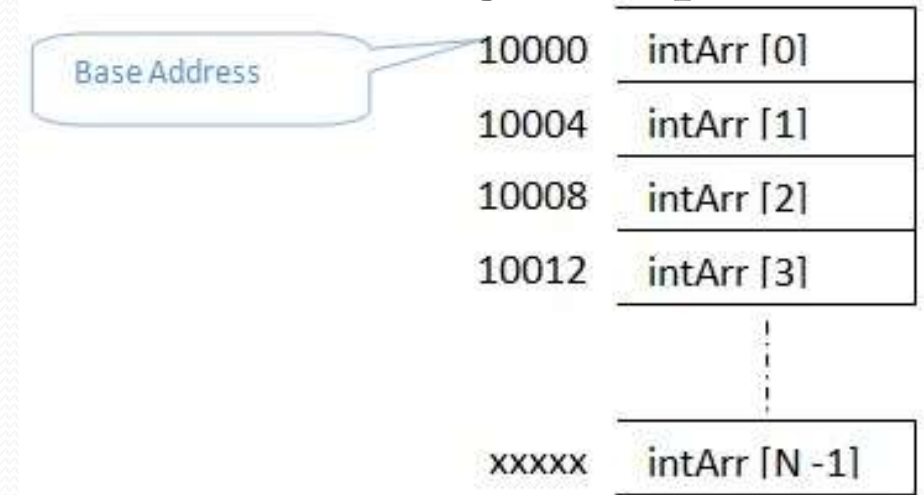 Base Address
10000 intArr [0]
10004 intArr [1]
10008 intArr [2]
10012 intArr [3]
xxxxx intArr [N -1]